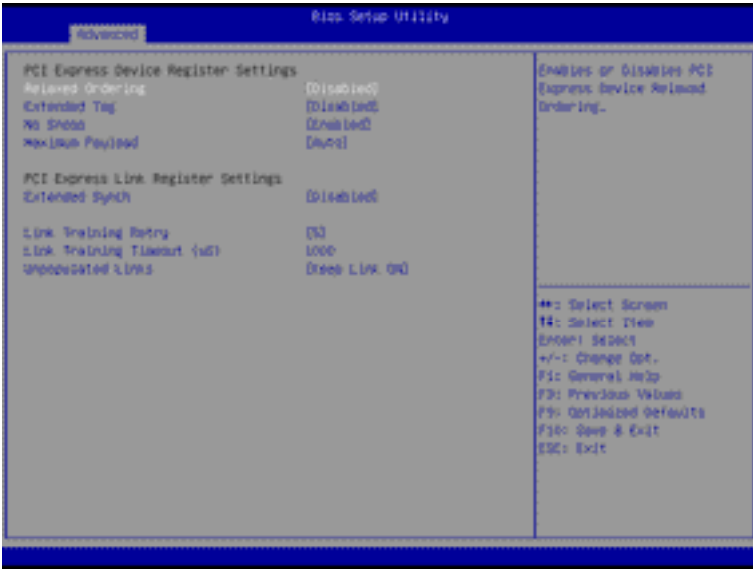 Bios Setup Utility
Advanced
PCI Express Device Register Settings
Relaxed Ordering [Disabled]
Extended Tag [Disabled]
No Snoop [Enabled]
Maximum Payload [Auto]
PCI Express Link Register Settings
Extended Synch [Disabled]
Link Training Retry [5]
Link Training Timeout (uS) 1000
Unpopulated Links [Keep Link ON]
Enables or Disables PCI
Express Device Relaxed
Ordering.
: Select Screen
: Select Item
Enter: Select
+/-: Change Opt.
F1: General Help
Previous Values
F9: Optimized Defaults
F10: Save & Exit
ESC: Exit